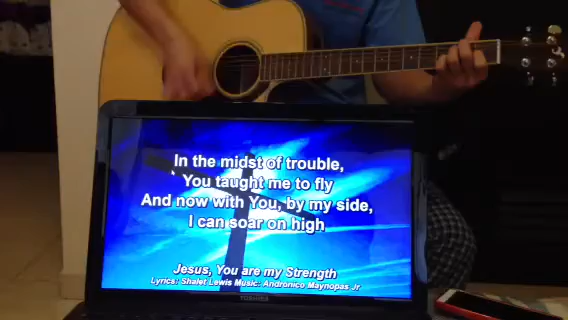 In the midst of trouble,
You taught me to fly
And now with You, by my side,
I can soar on high
Jesus, You are my Strength
Lyrics: Shalet Lewis Music: Andronico Maynopas Jr
TOSHIBA